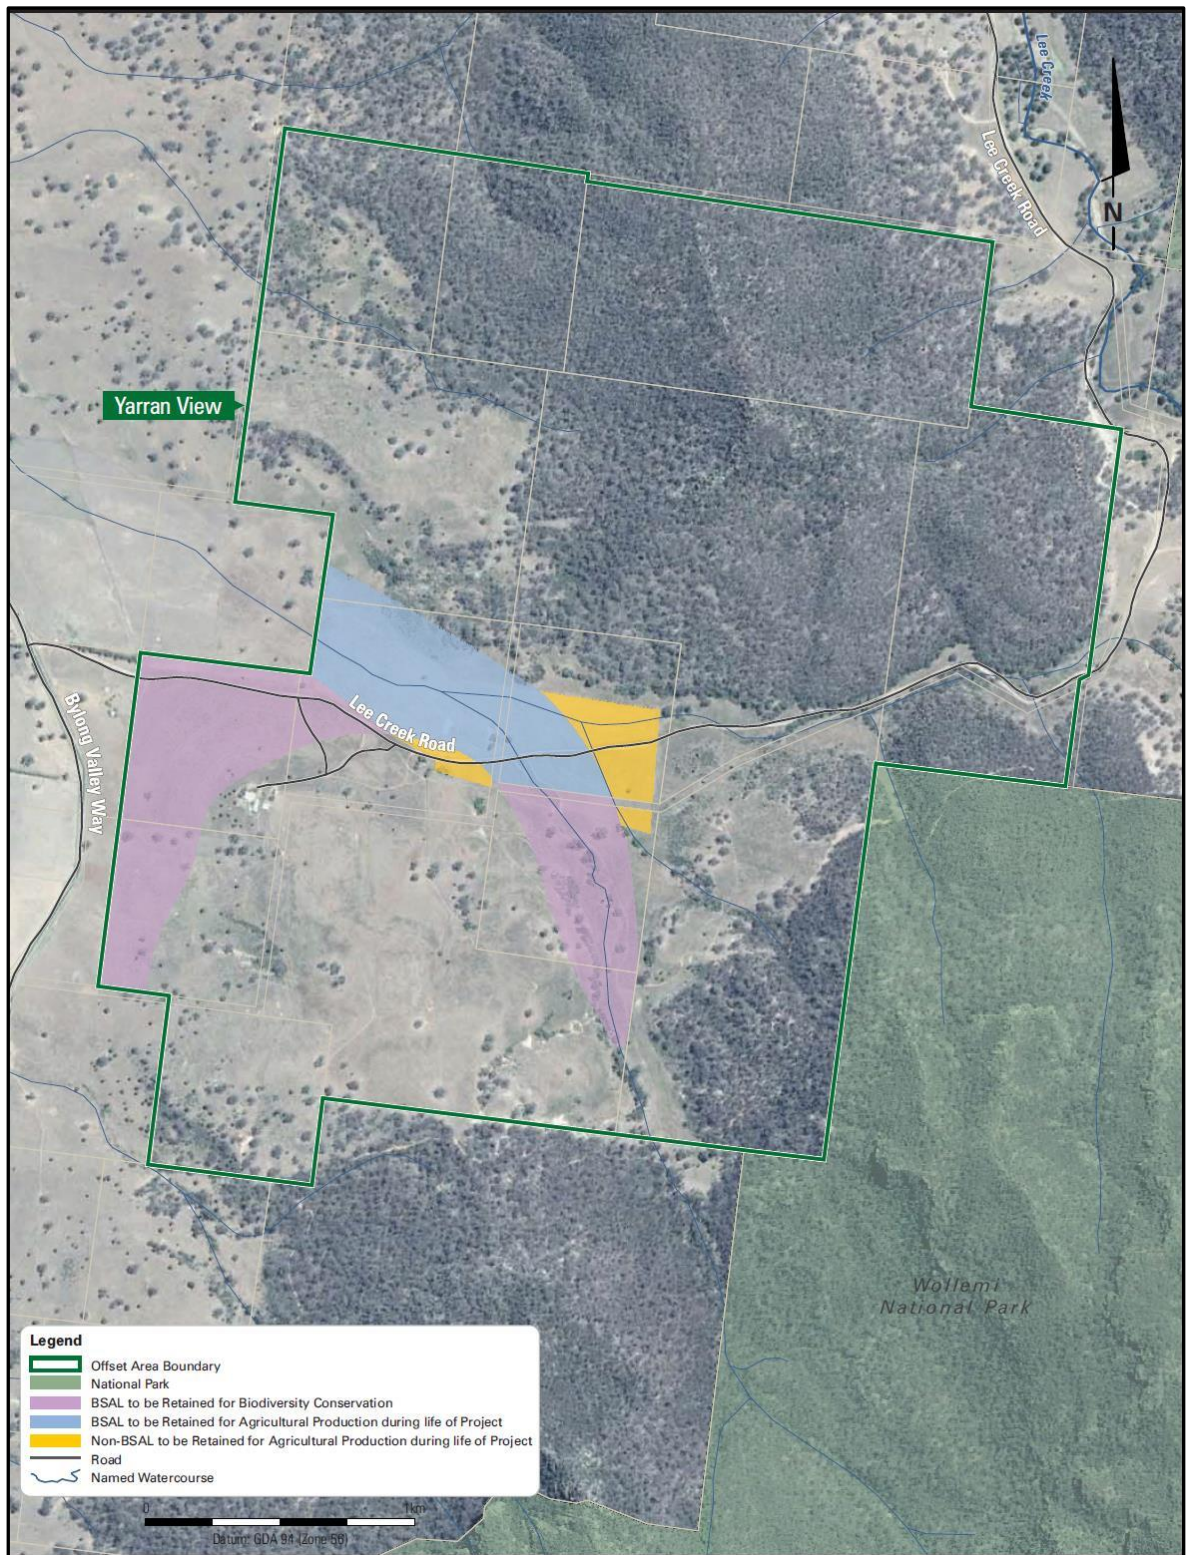 Lee Creek
Lee Creek Road
N
Yarran View
Bylong Valley Way
Lee Creek Road
Wollemi
National Park
Legend
Offset Area Boundary
National Park
BSAL to be Retained for Biodiversity Conservation
BSAL to be Retained for Agricultural Production during life of Project
Non-BSAL to be Retained for Agricultural Production during life of Project
Road
Named Watercourse
0 1km
Datum: GDA 94 (Zone 56)